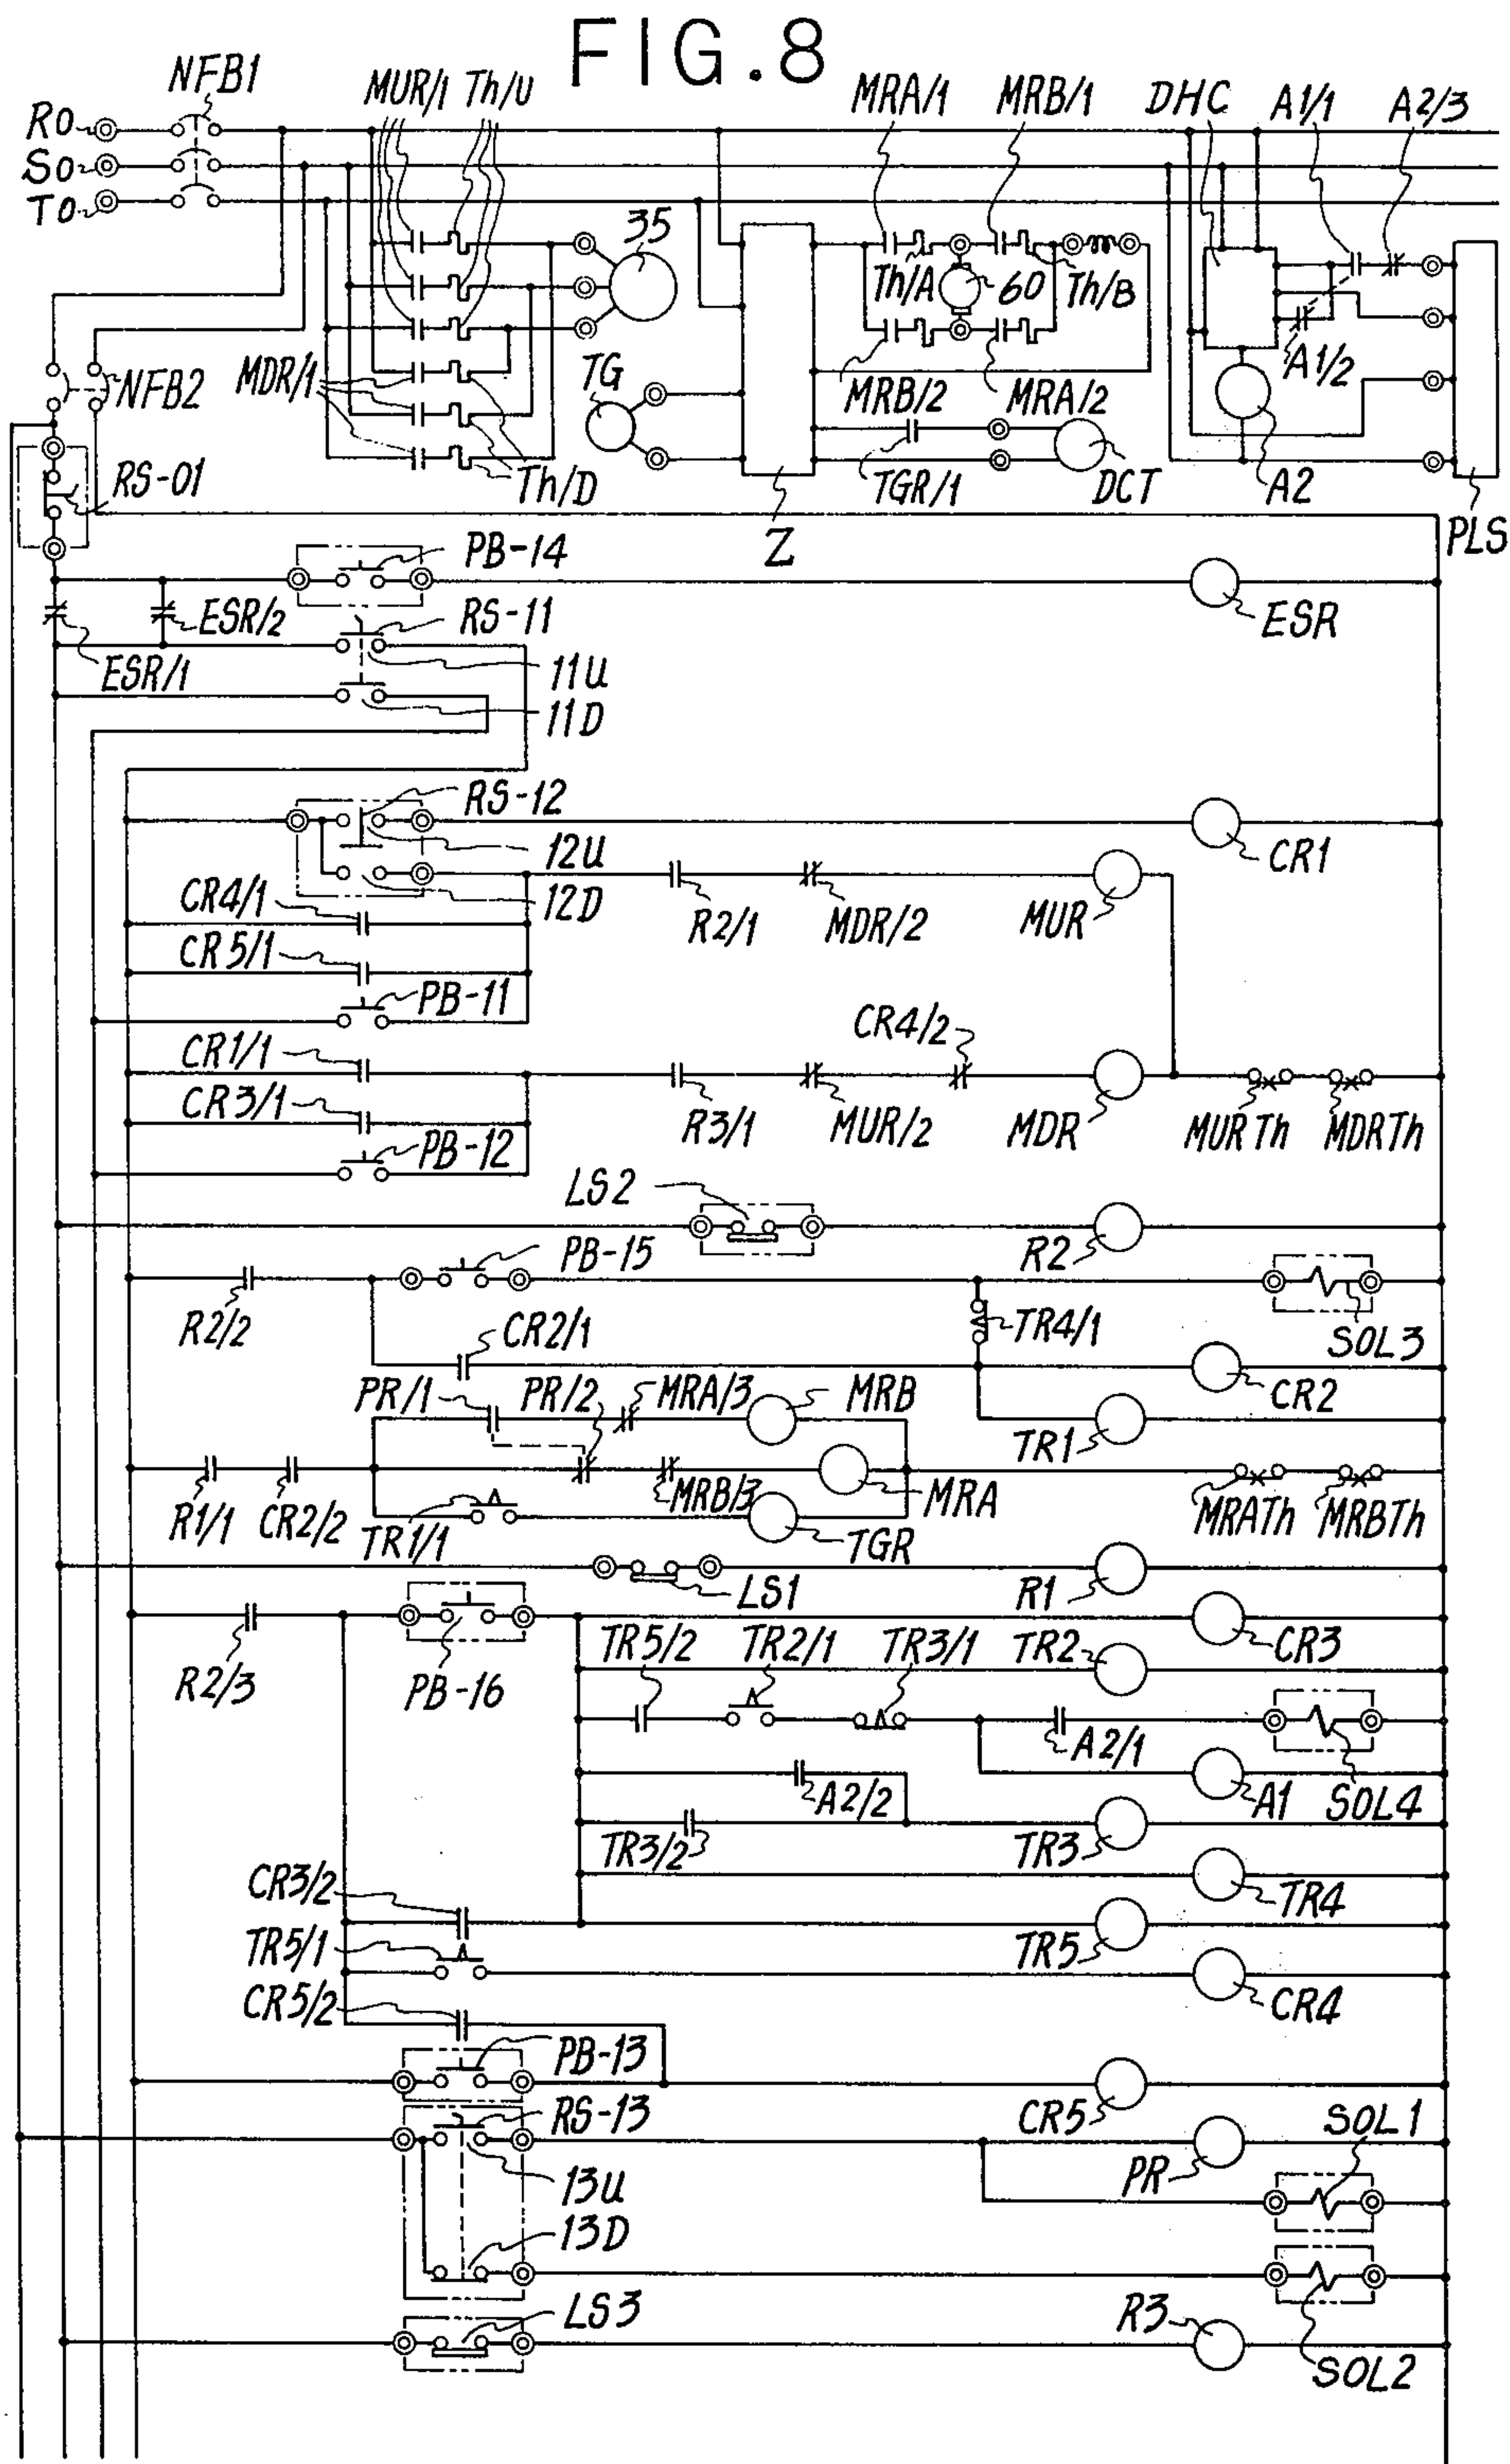 FIG.8
NFB1
MUR/1 Th/U
MRA/1
MRB/1
DHC
A1/1
A2/3
R0
S0
T0
35
Th/A
60
Th/B
A1/2
MDR/1
TG
MRB/2
MRA/2
NFB2
RS-01
Th/D
TGR/1
DCT
A2
Z
PLS
PB-14
ESR/2
RS-11
ESR
ESR/1
11U
11D
RS-12
12U
CR1
CR4/1
12D
R2/1
MDR/2
MUR
CR5/1
PB-11
CR4/2
CR1/1
CR3/1
R3/1
MUR/2
MDR
MURTh
MDRTh
PB-12
LS2
R2
PB-15
R2/2
TR4/1
SOL3
CR2/1
CR2
PR/1
PR/2
MRA/3
MRB
TR1
MRB/3
MRA
R1/1
CR2/2
MRATh
MRBTh
TR1/1
TGR
LS1
R1
TR5/2
TR2/1
TR3/1
TR2
CR3
R2/3
PB-16
A2/1
A2/2
A1
SOL4
TR3/2
TR3
CR3/2
TR4
TR5/1
TR5
CR5/2
CR4
PB-13
RS-13
CR5
SOL1
13U
PR
13D
LS3
R3
SOL2